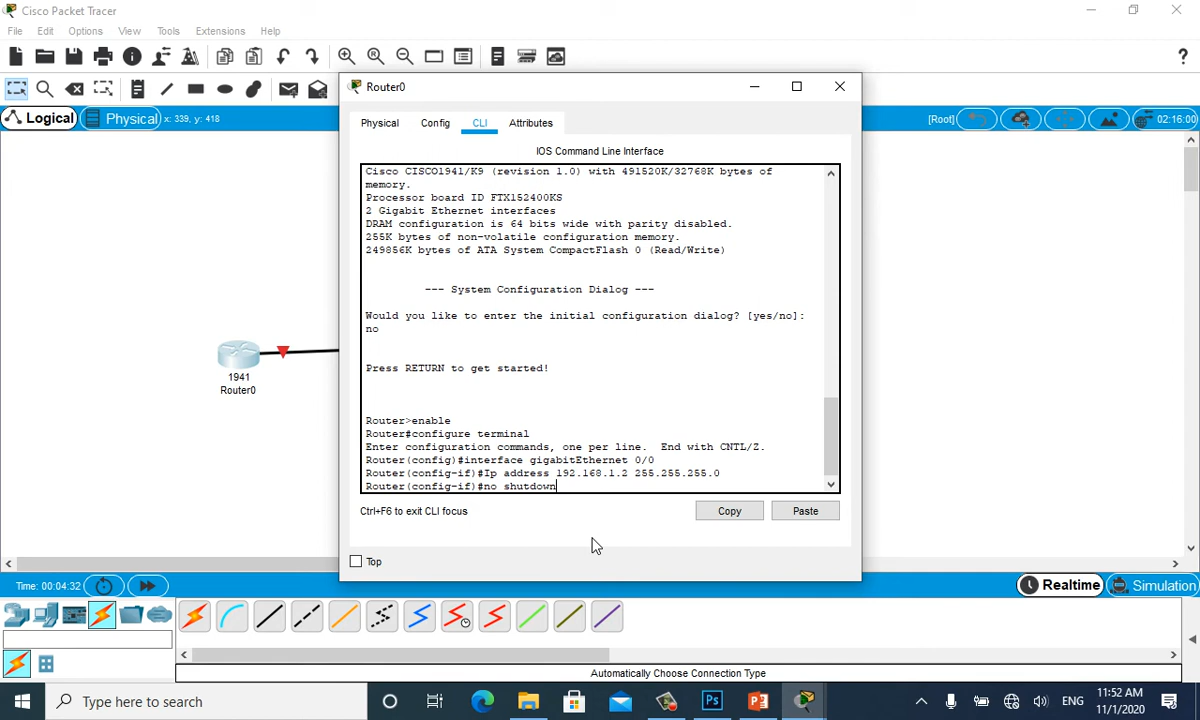 Cisco Packet Tracer
File Edit Options View Tools Extensions Help
Logical Physical x: 339, y: 418 [Root] 02:16:00
Router0
Physical Config CLI Attributes
IOS Command Line Interface
Cisco CISCO1941/K9 (revision 1.0) with 491520K/32768K bytes of
memory.
Processor board ID FTX152400KS
2 Gigabit Ethernet interfaces
DRAM configuration is 64 bits wide with parity disabled.
255K bytes of non-volatile configuration memory.
249856K bytes of ATA System CompactFlash 0 (Read/Write)
--- System Configuration Dialog ---
Would you like to enter the initial configuration dialog? [yes/no]:
no
Press RETURN to get started!
Router>enable
Router#configure terminal
Enter configuration commands, one per line.  End with CNTL/Z.
Router(config)#interface gigabitEthernet 0/0
Router(config-if)#Ip address 192.168.1.2 255.255.255.0
Router(config-if)#no shutdown
Ctrl+F6 to exit CLI focus
Copy Paste
Top
1941
Router0
Time: 00:04:32 Realtime Simulation
Automatically Choose Connection Type
Type here to search
Ps
P
ENG
11:52 AM
11/1/2020